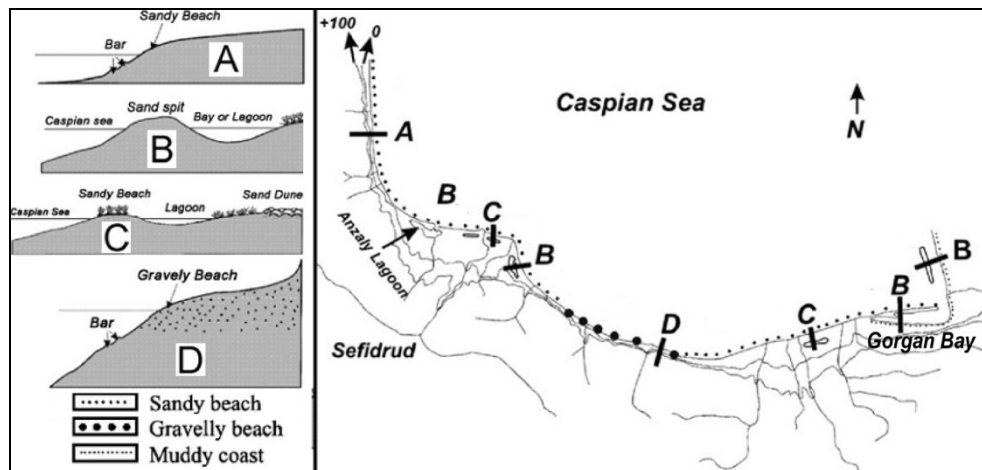 Sandy Beach
Bar
A
Sand spit
Caspian sea
Bay or Lagoon
B
Sandy Beach
Sand Dune
Caspian Sea
Lagoon
C
Gravely Beach
Bar
D
Sandy beach
Gravelly beach
Muddy coast
+100
0
Caspian Sea
N
A
B
C
Anzaly Lagoon
B
B
B
C
D
Gorgan Bay
Sefidrud